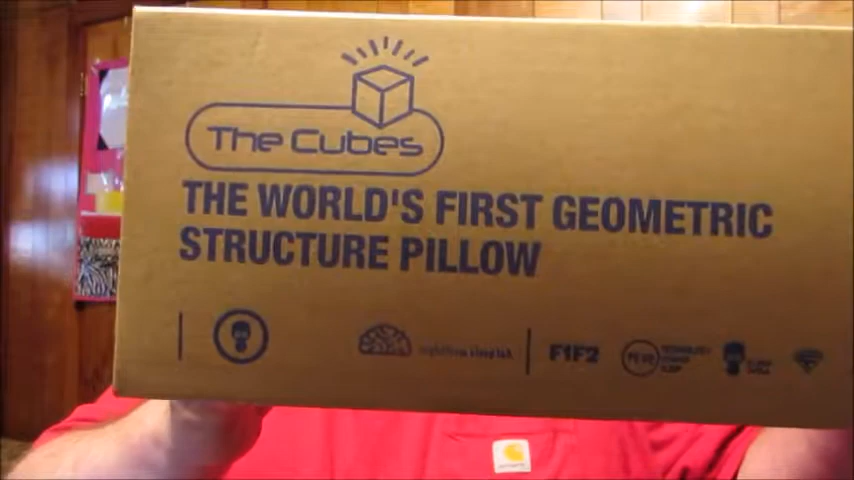 The Cubes
THE WORLD'S FIRST GEOMETRIC
STRUCTURE PILLOW
F1F2